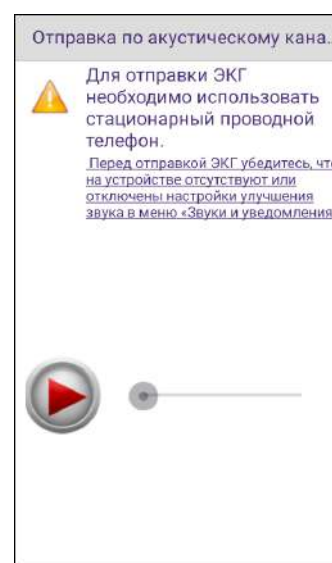 Отправка по акустическому кана..
Для отправки ЭКГ
необходимо использовать
стационарный проводной
телефон.
Перед отправкой ЭКГ убедитесь, что
на устройстве отсутствуют или
отключены настройки улучшения
звука в меню «Звуки и уведомления